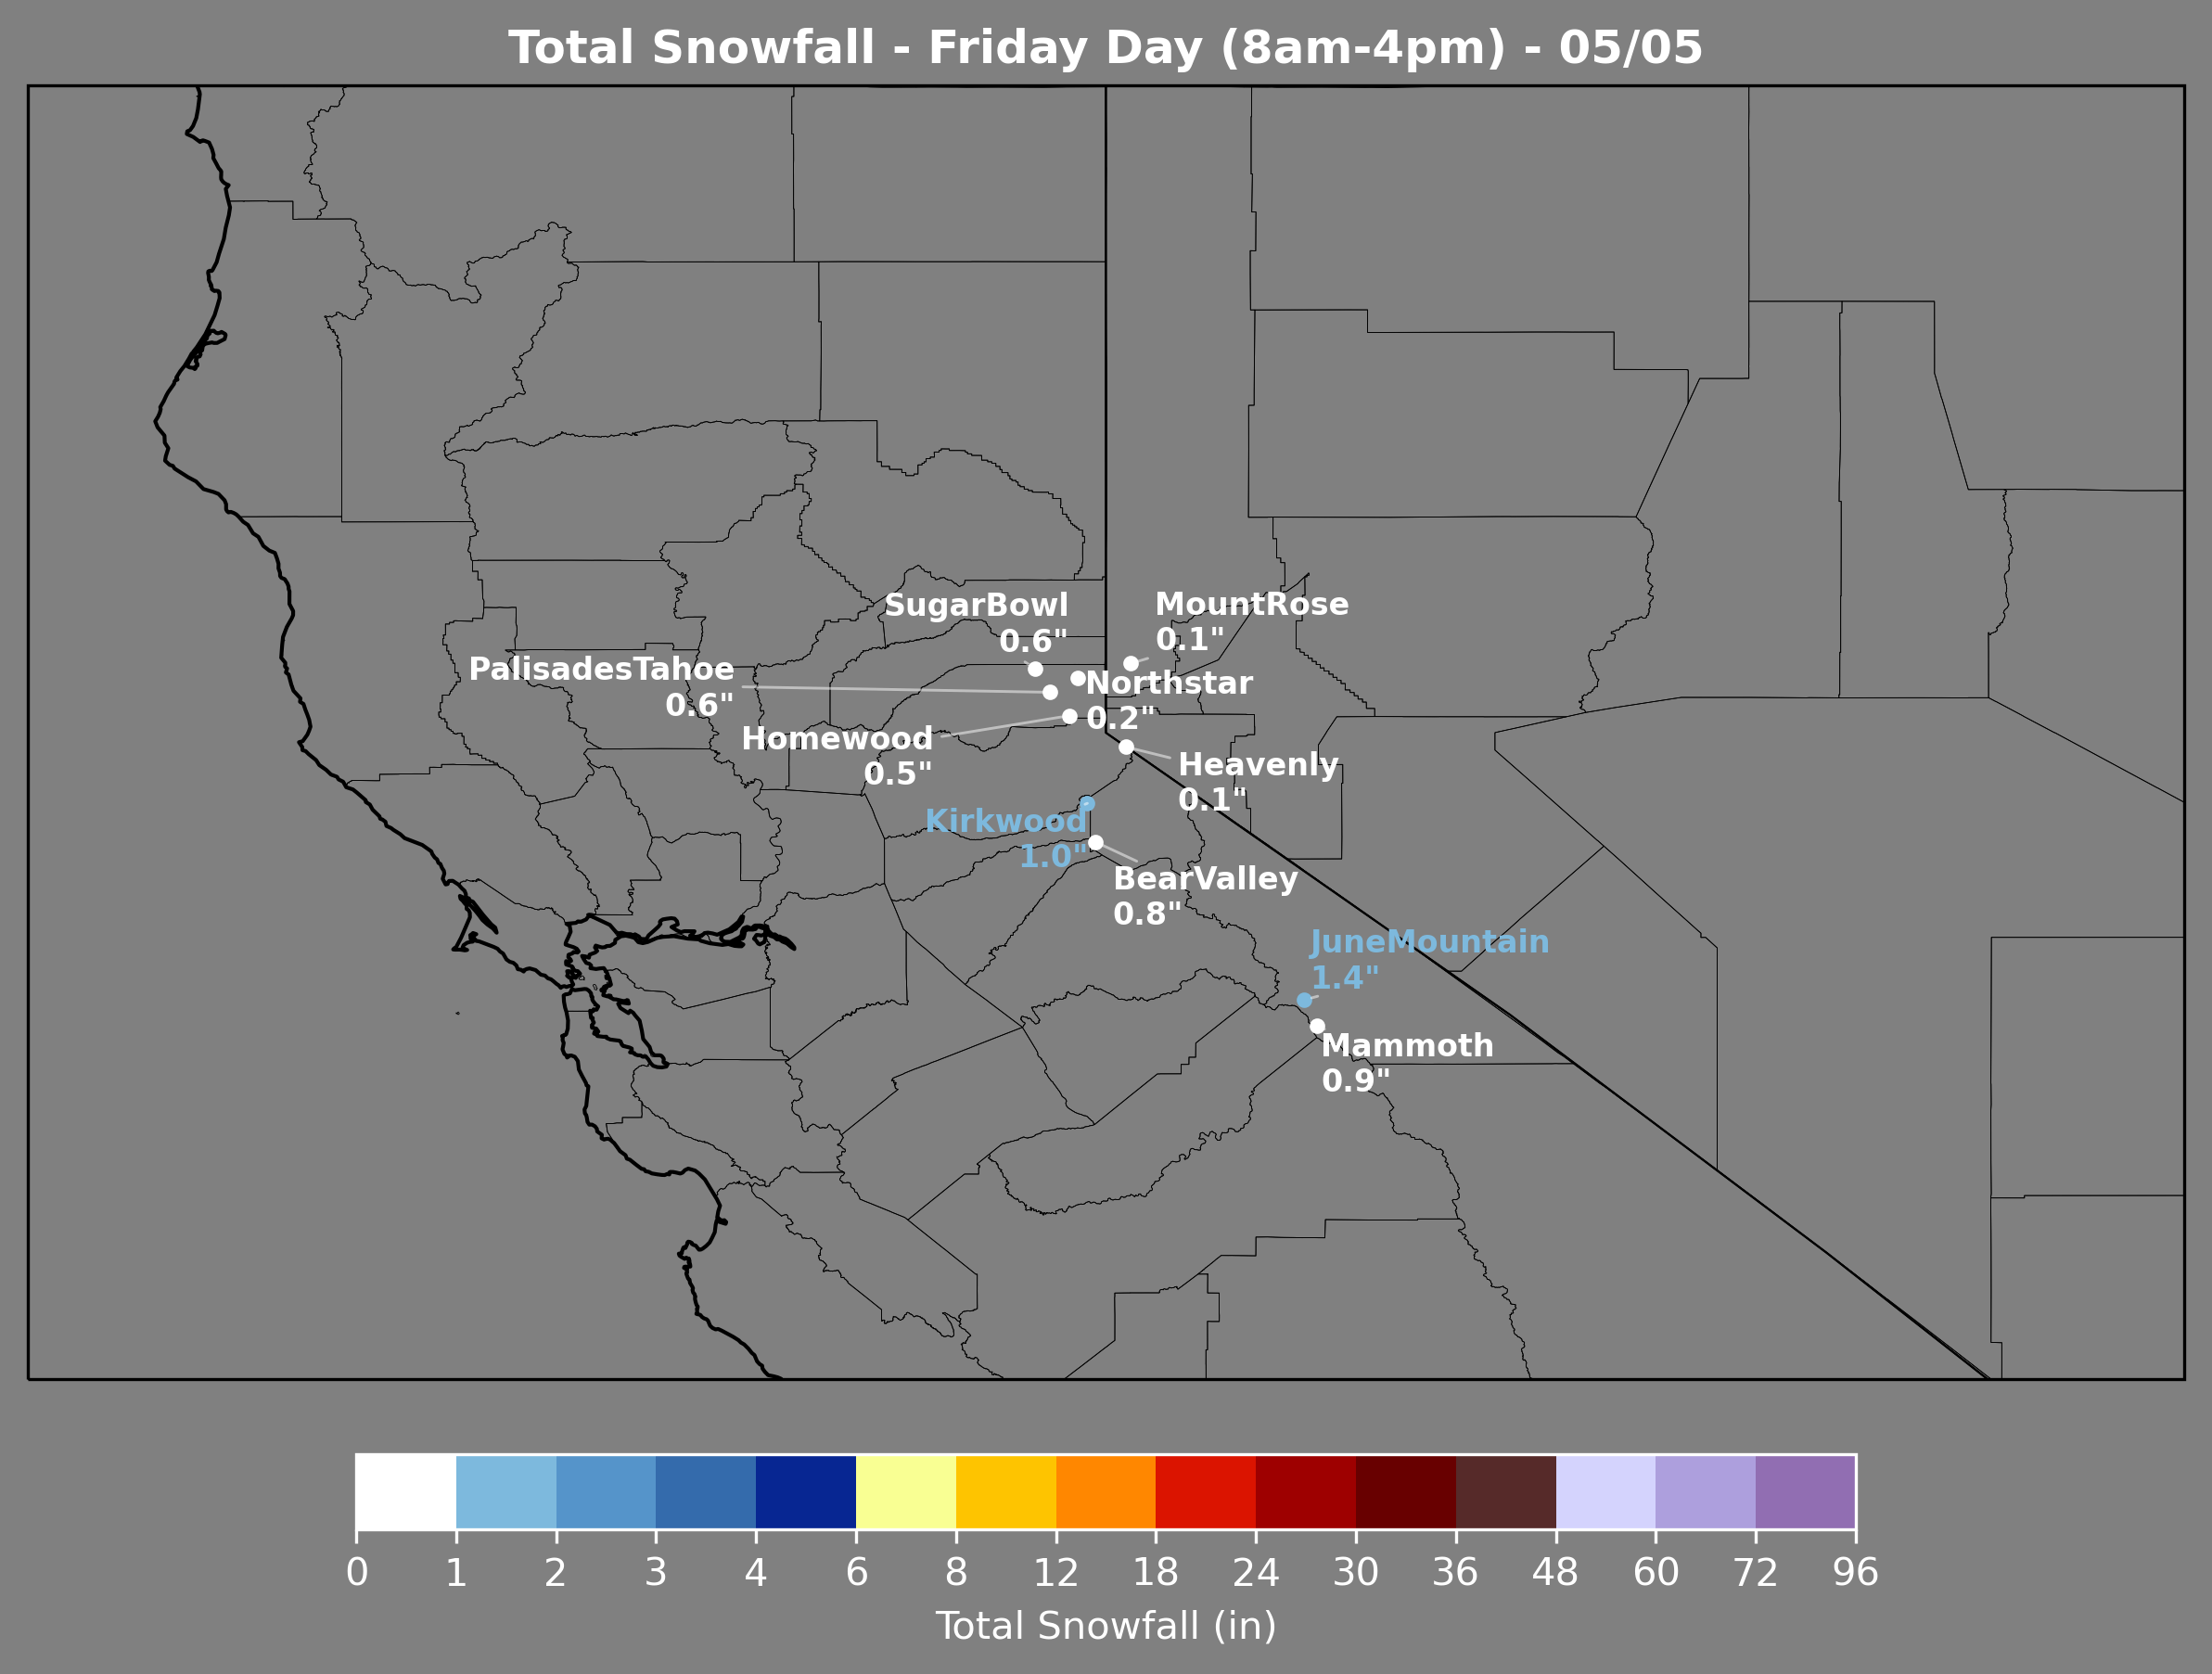 Total Snowfall - Friday Day (8am-4pm) - 05/05
SugarBowl
0.6"
MountRose
0.1"
PalisadesTahoe
0.6"
Northstar
0.2"
Homewood
0.5"
Heavenly
0.1"
Kirkwood
1.0"
BearValley
0.8"
JuneMountain
1.4"
Mammoth
0.9"
0 1 2 3 4 6 8 12 18 24 30 36 48 60 72 96
Total Snowfall (in)